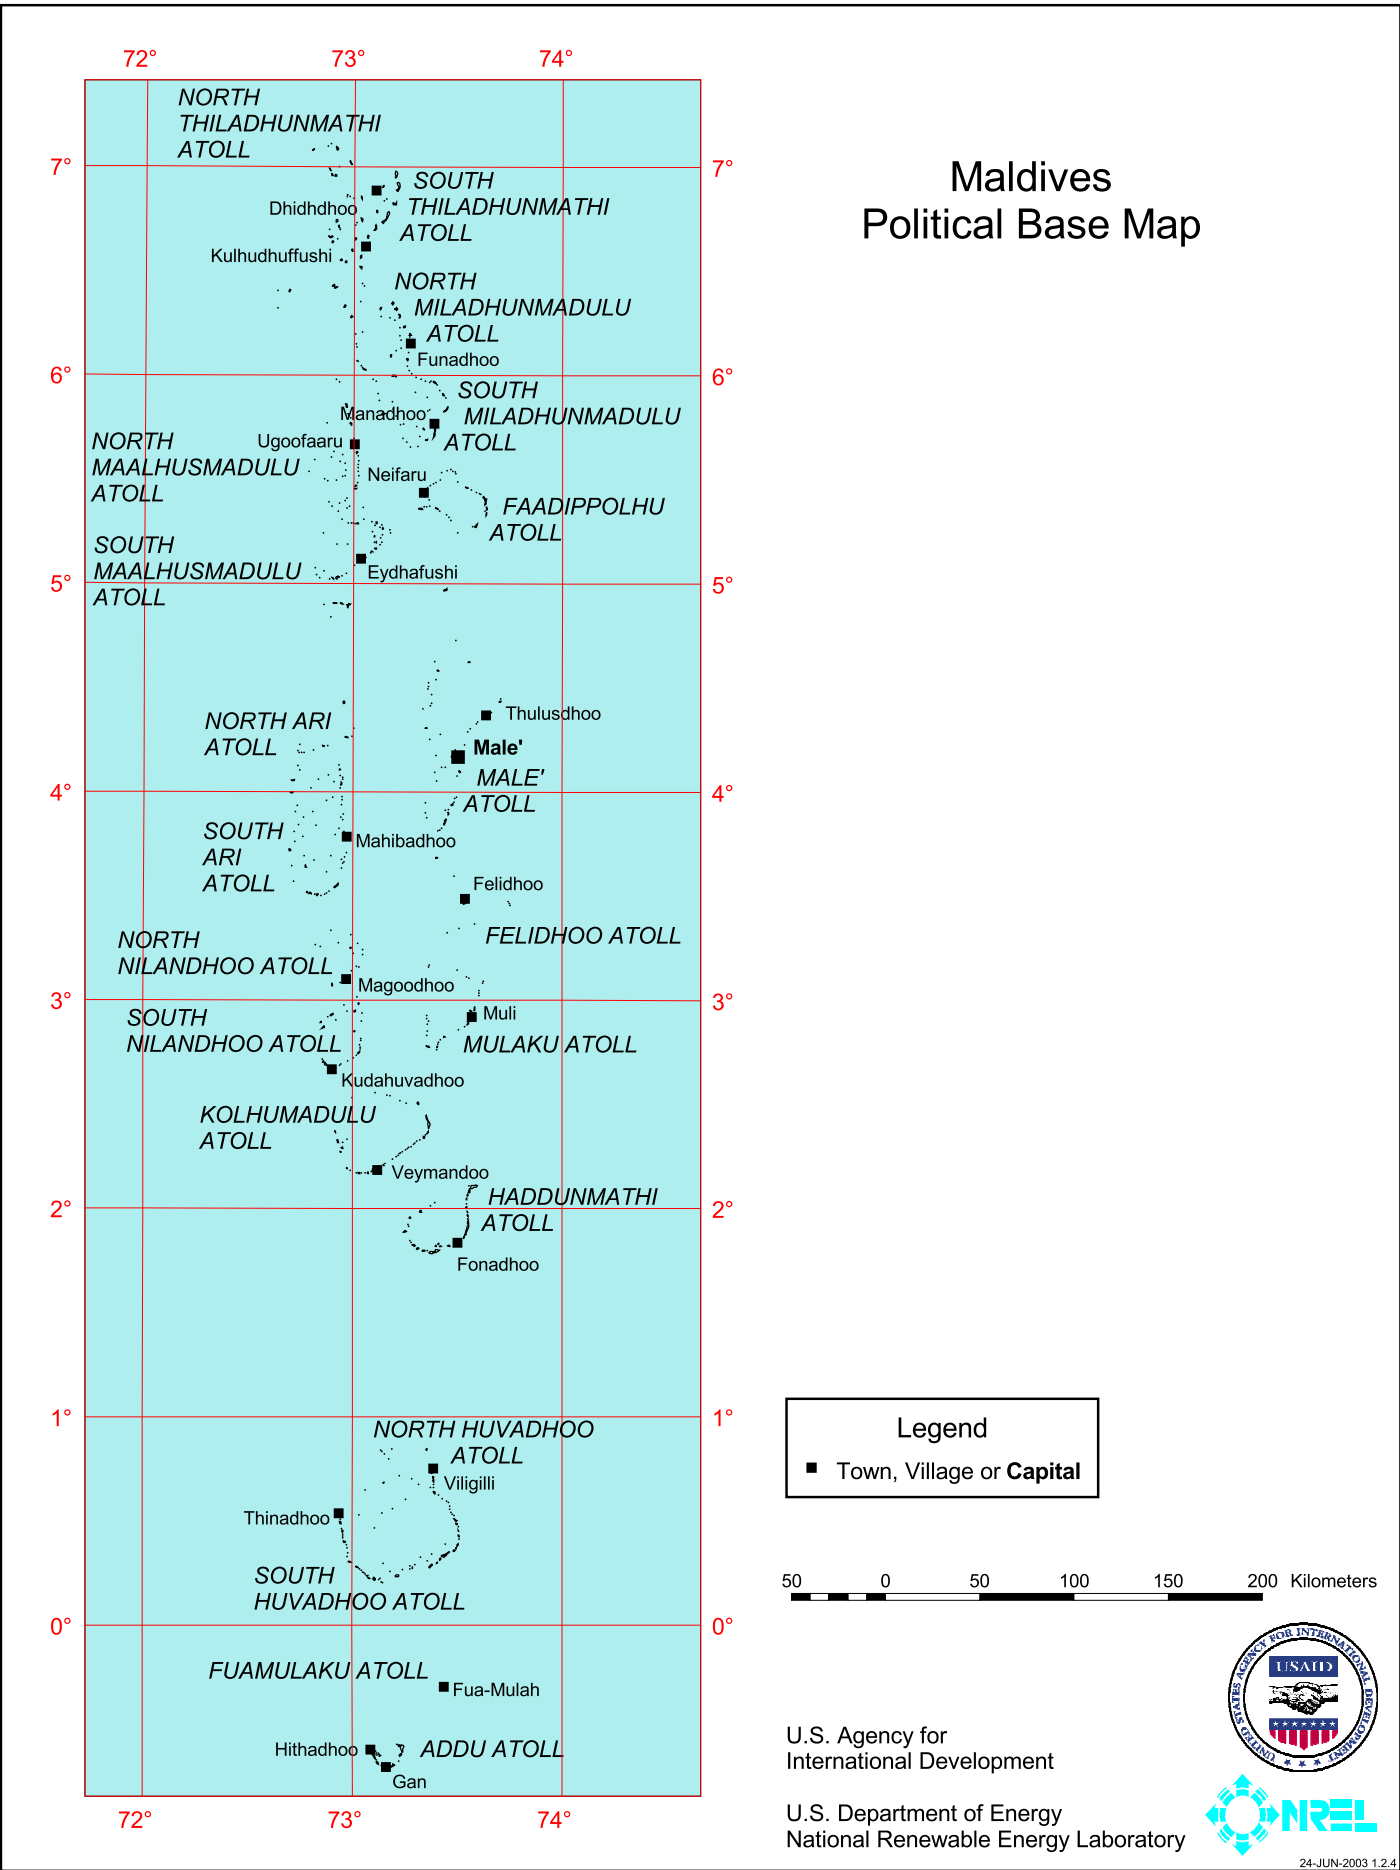 72° 73° 74°
NORTH
THILADHUNMATHI
ATOLL
7° 7°
Maldives
Political Base Map
SOUTH
THILADHUNMATHI
ATOLL
Dhidhdhoo
Kulhudhuffushi
NORTH
MILADHUNMADULU
ATOLL
Funadhoo
6° 6°
SOUTH
MILADHUNMADULU
ATOLL
Manadhoo
Ugoofaaru
NORTH
MAALHUSMADULU
ATOLL
Neifaru
FAADIPPOLHU
ATOLL
SOUTH
MAALHUSMADULU
ATOLL
Eydhafushi
5° 5°
Thulusdhoo
NORTH ARI
ATOLL
Male'
MALE'
ATOLL
4° 4°
SOUTH
ARI
ATOLL
Mahibadhoo
Felidhoo
FELIDHOO ATOLL
NORTH
NILANDHOO ATOLL
Magoodhoo
3° 3°
Muli
SOUTH
NILANDHOO ATOLL
MULAKU ATOLL
Kudahuvadhoo
KOLHUMADULU
ATOLL
Veymandoo
HADDUNMATHI
ATOLL
2° 2°
Fonadhoo
1° 1°
NORTH HUVADHOO
ATOLL
Viligilli
Thinadhoo
SOUTH
HUVADHOO ATOLL
0° 0°
FUAMULAKU ATOLL
Fua-Mulah
Hithadhoo
ADDU ATOLL
Gan
72° 73° 74°
Legend
Town, Village or Capital
50 0 50 100 150 200 Kilometers
UNITED STATES AGENCY FOR INTERNATIONAL DEVELOPMENT
USAID
U.S. Agency for
International Development
U.S. Department of Energy
National Renewable Energy Laboratory
NREL
24-JUN-2003 1.2.4